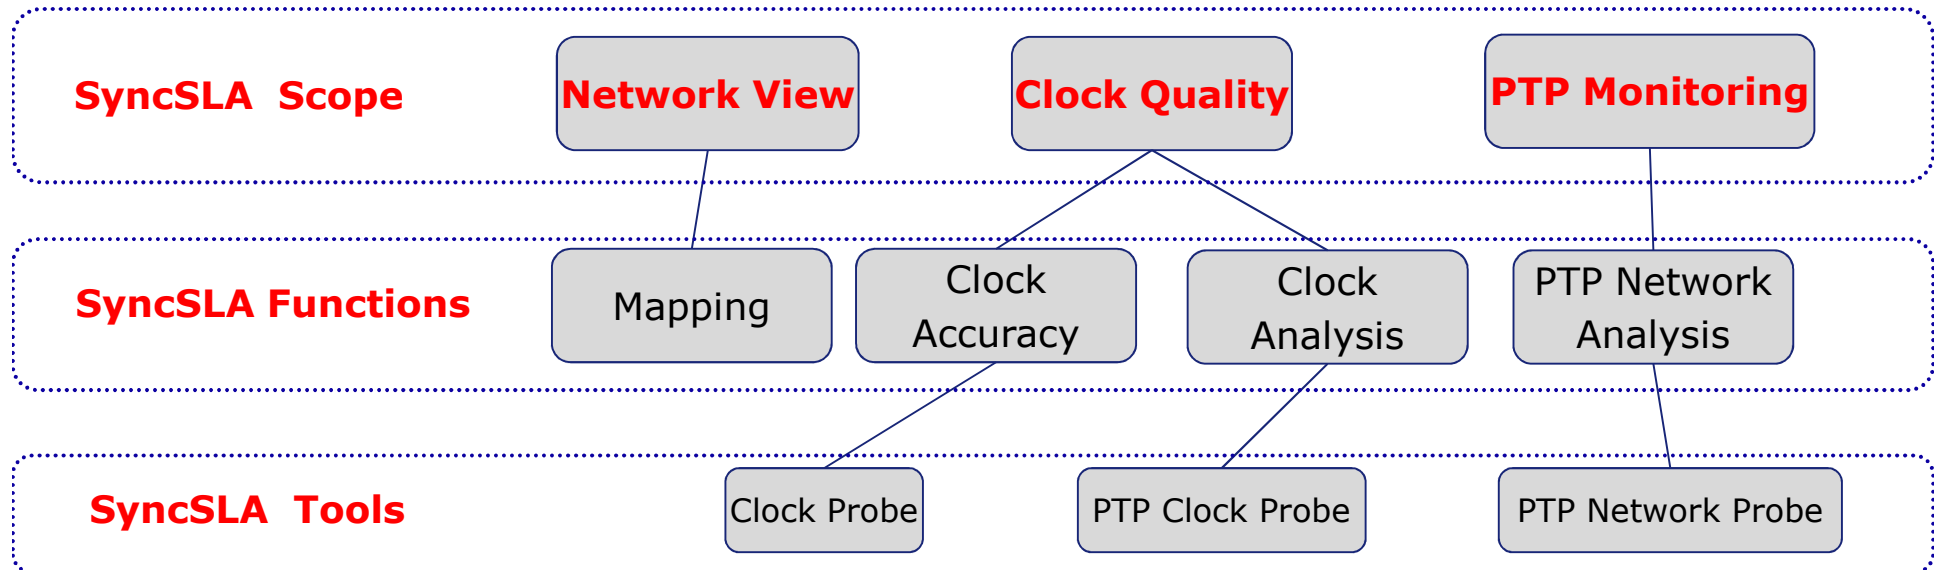 SyncSLA Scope
Network View
Clock Quality
PTP Monitoring
SyncSLA Functions
Mapping
Clock
Accuracy
Clock
Analysis
PTP Network
Analysis
SyncSLA Tools
Clock Probe
PTP Clock Probe
PTP Network Probe